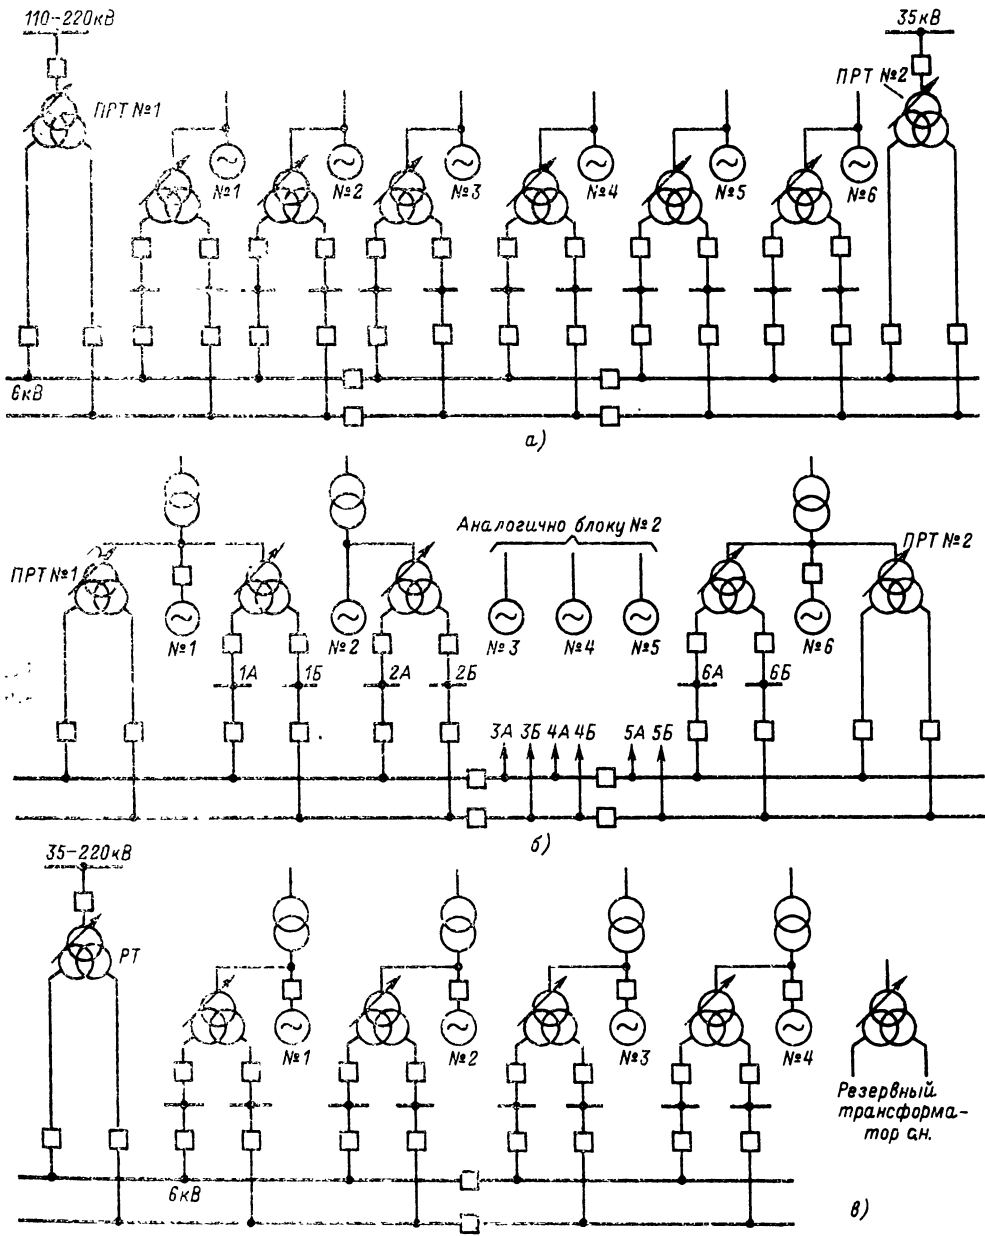 110-220кВ
35кВ
ПРТ №1
ПРТ №2
№1
№2
№3
№4
№5
№6
6кВ
а)
Аналогично блоку №2
ПРТ №1
ПРТ №2
№1
№2
№3
№4
№5
№6
1А
1Б
2А
2Б
6А
6Б
3А
3Б
4А
4Б
5А
5Б
б)
35-220кВ
РТ
№1
№2
№3
№4
Резервный
трансформа-
тор с.н.
6кВ
в)